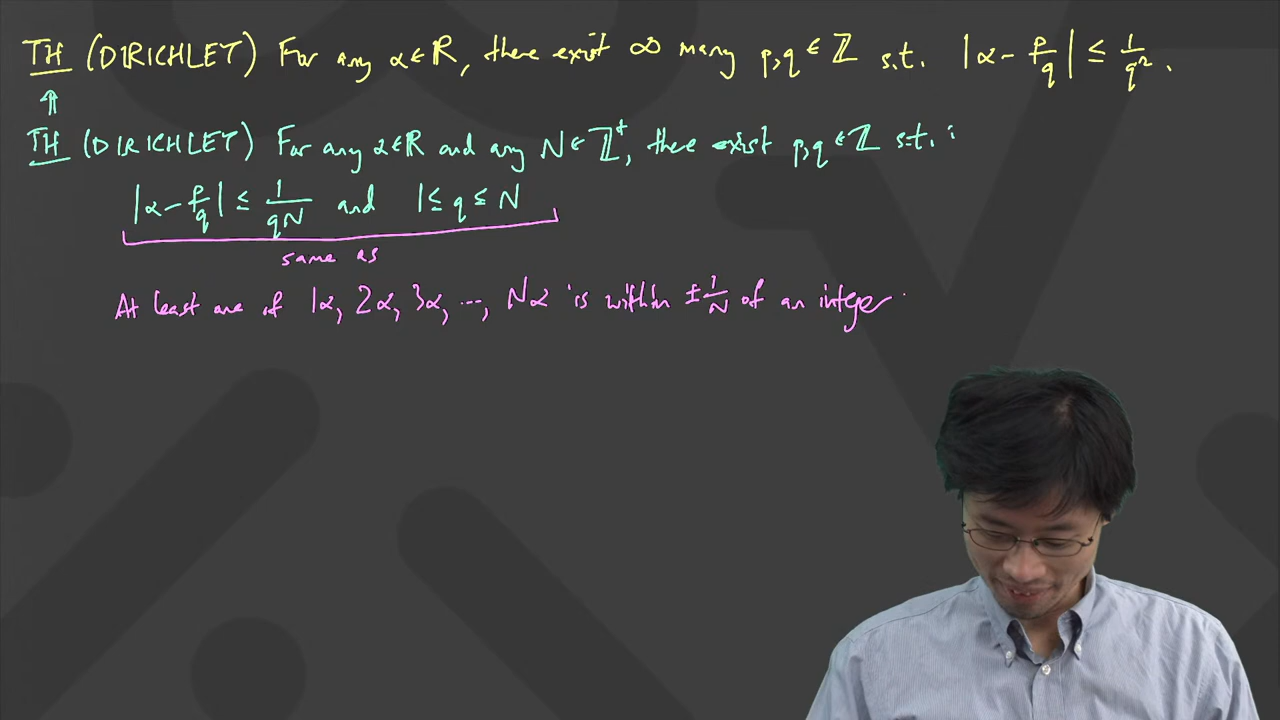 TH (DIRICHLET) For any α∈ℝ, there exist ∞ many p,q ∈ ℤ s.t. |α - p/q| ≤ 1/q².
⇑
TH (DIRICHLET) For any α∈ℝ and any N∈ℤ⁺, there exist p,q ∈ℤ s.t. :
|α - p/q| ≤ 1/qN and 1 ≤ q ≤ N
same as
At least one of 1α, 2α, 3α, ..., Nα is within ±1/N of an integer.